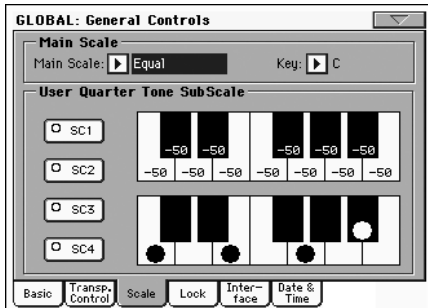 GLOBAL: General Controls
Main Scale
Main Scale: Equal Key: C
User Quarter Tone SubScale
SC1
-50 -50 -50 -50 -50
SC2
-50 -50 -50 -50 -50 -50 -50
SC3
SC4
Basic Transp. Control Scale Lock Inter- face Date & Time